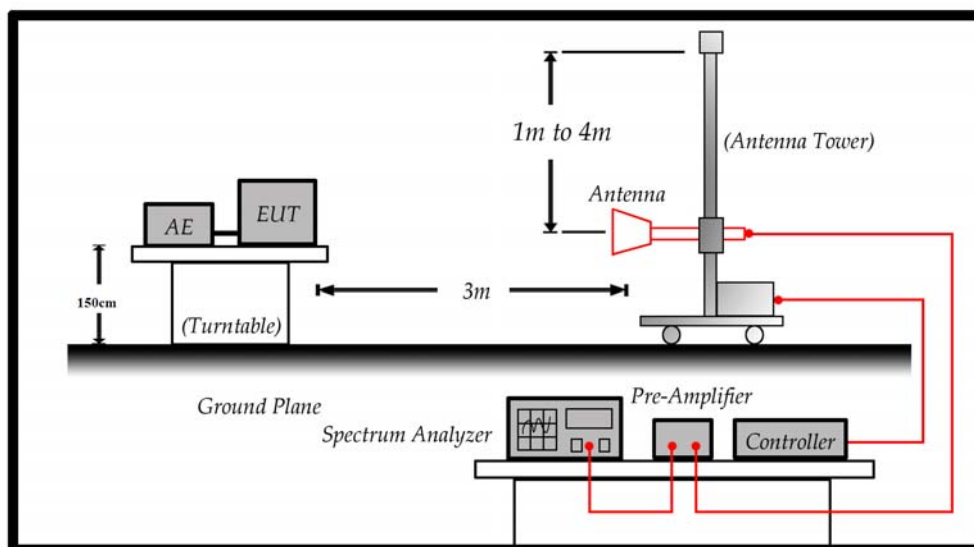 1m to 4m
(Antenna Tower)
Antenna
EUT
AE
150cm
3m
(Turntable)
Ground Plane
Pre-Amplifier
Spectrum Analyzer
Controller